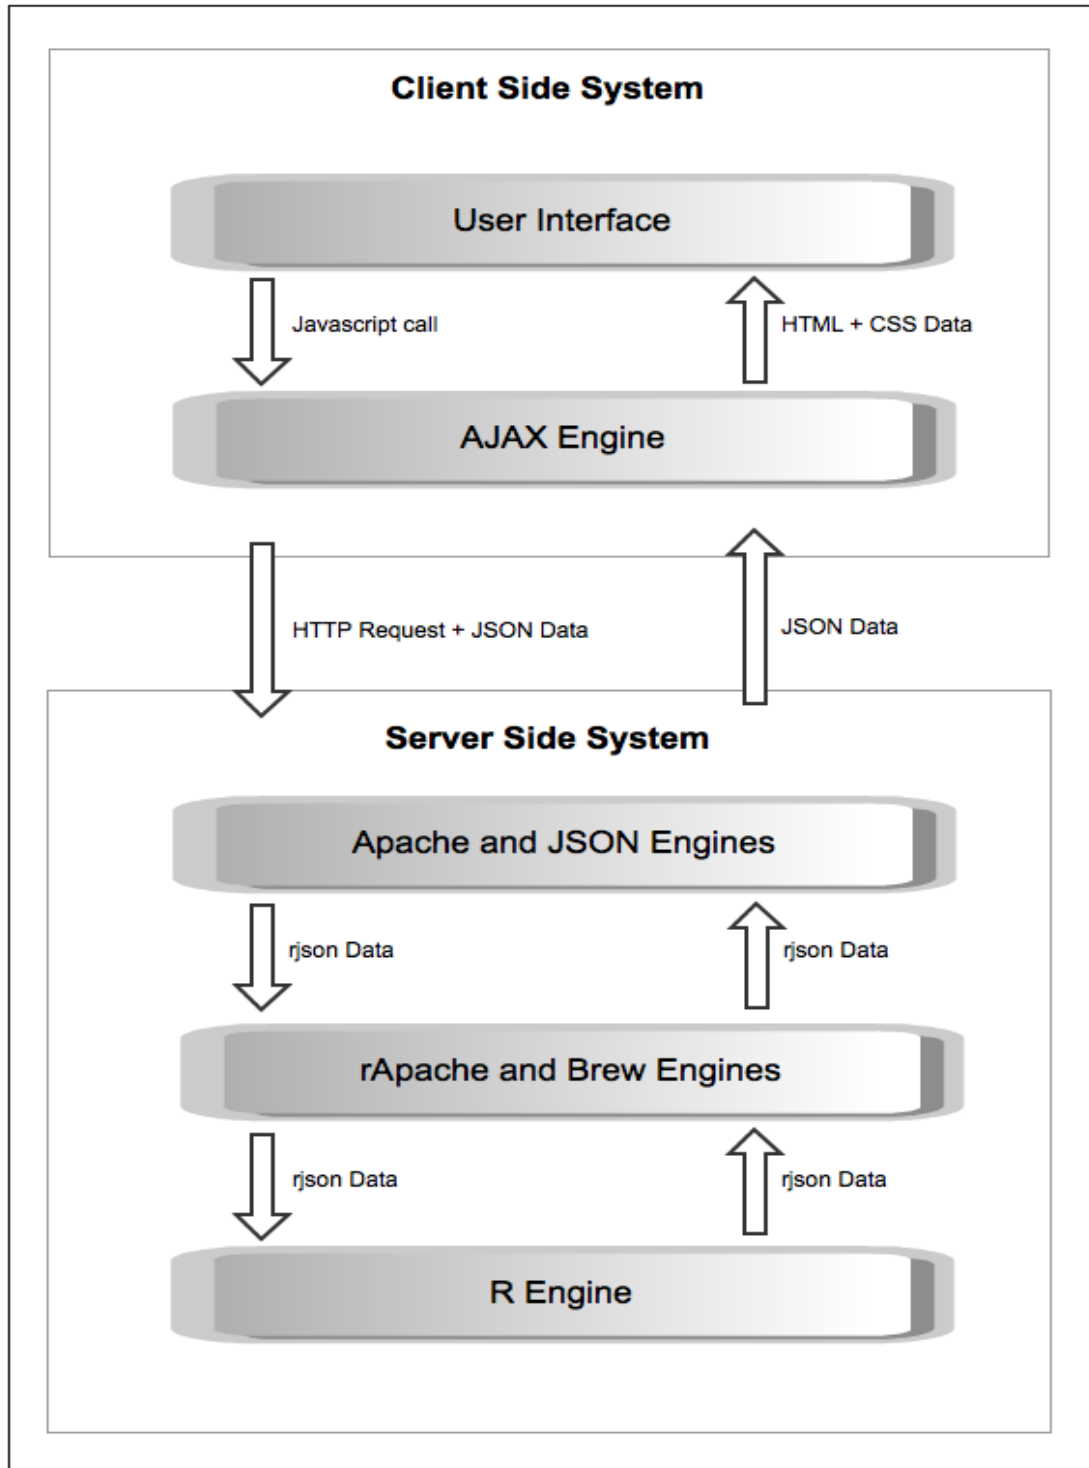 Client Side System
User Interface
Javascript call
HTML + CSS Data
AJAX Engine
HTTP Request + JSON Data
JSON Data
Server Side System
Apache and JSON Engines
rjson Data
rjson Data
rApache and Brew Engines
rjson Data
rjson Data
R Engine